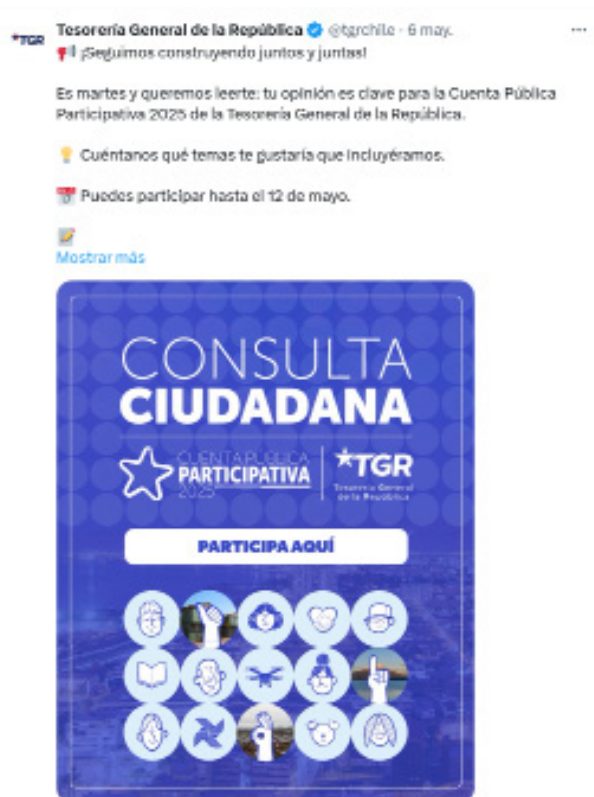 ★TGR
Tesorería General de la República @tgrchile · 6 may.
📢 ¡Seguimos construyendo juntos y juntas!
Es martes y queremos leerte: tu opinión es clave para la Cuenta Pública
Participativa 2025 de la Tesorería General de la República.
💡 Cuéntanos qué temas te gustaría que incluyéramos.
📅 Puedes participar hasta el 12 de mayo.
📝
Mostrar más
CONSULTA
CIUDADANA
CUENTA PÚBLICA
PARTICIPATIVA
2025
★TGR
Tesorería General
de la República
PARTICIPA AQUÍ